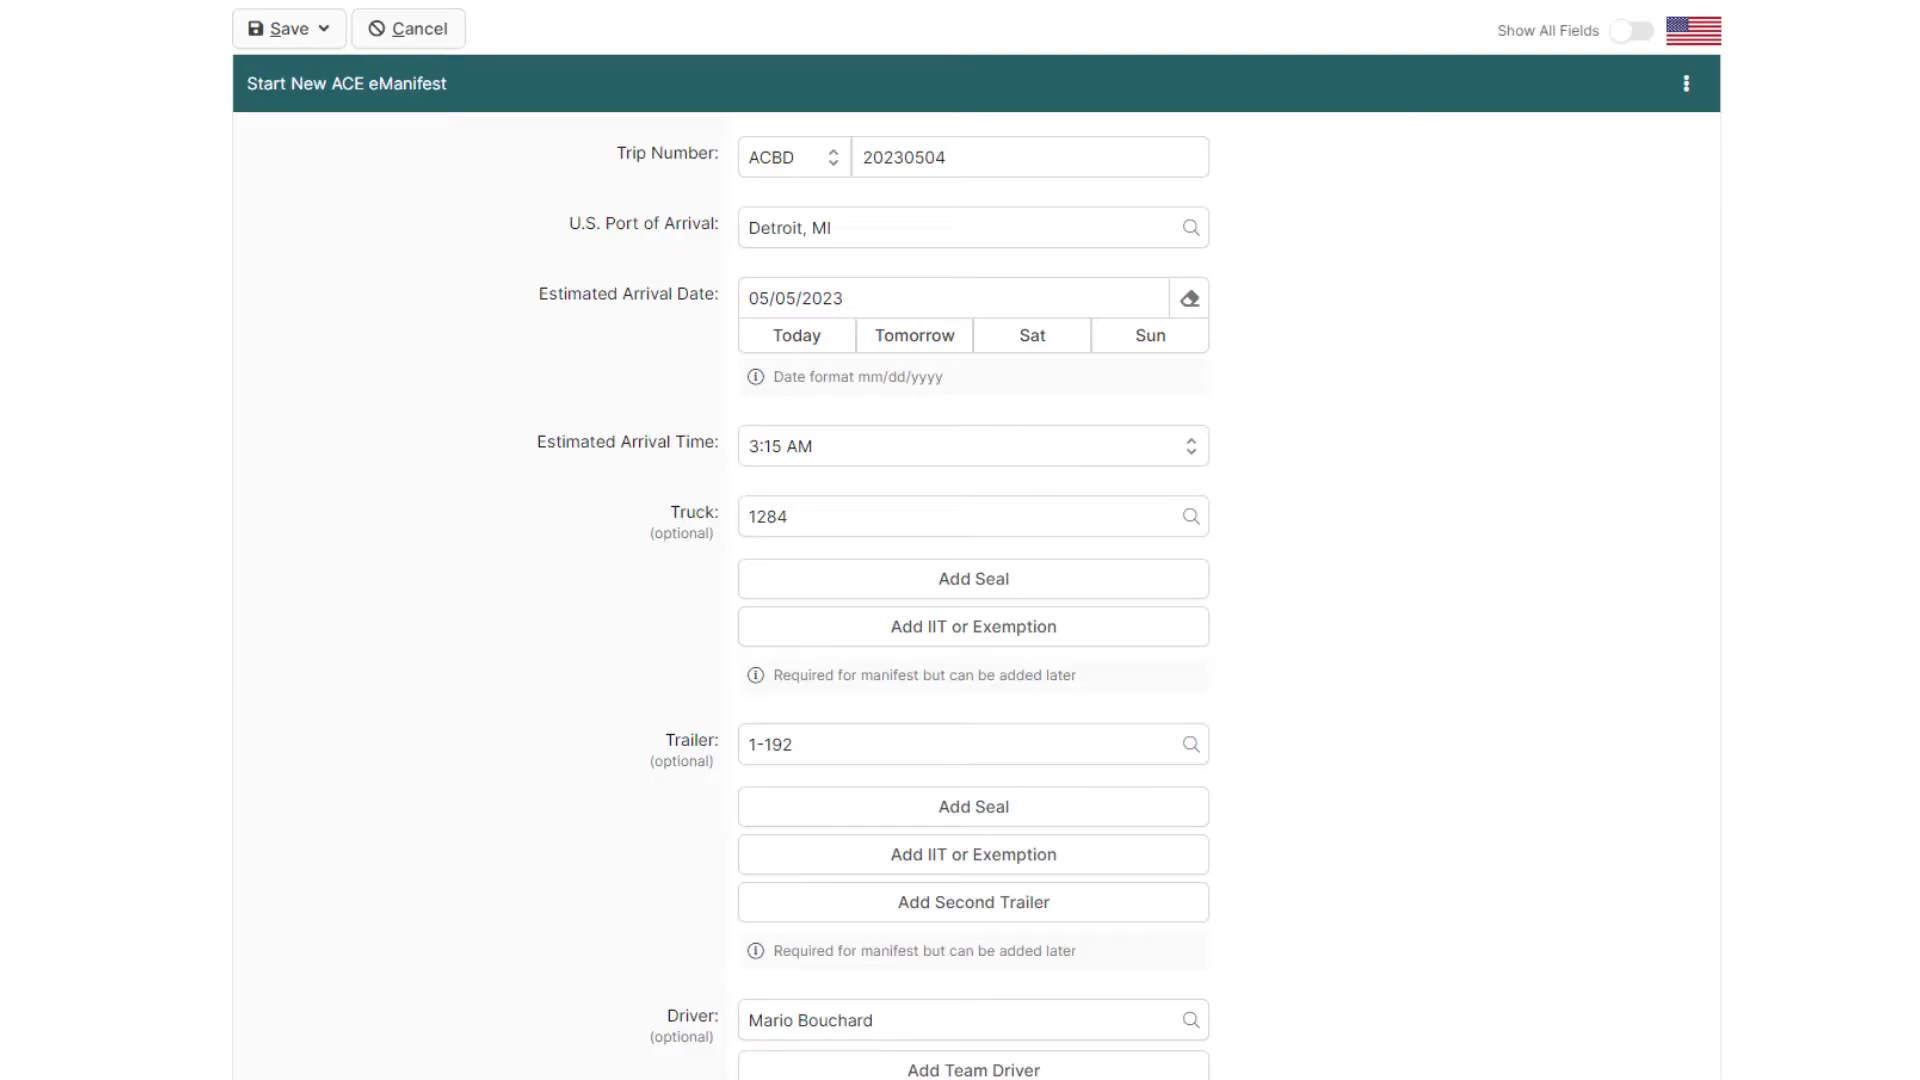 Save
Cancel
Show All Fields
Start New ACE eManifest
Trip Number:
ACBD
20230504
U.S. Port of Arrival:
Detroit, MI
Estimated Arrival Date:
05/05/2023
Today
Tomorrow
Sat
Sun
Date format mm/dd/yyyy
Estimated Arrival Time:
3:15 AM
Truck:
(optional)
1284
Add Seal
Add IIT or Exemption
Required for manifest but can be added later
Trailer:
(optional)
1-192
Add Seal
Add IIT or Exemption
Add Second Trailer
Required for manifest but can be added later
Driver:
(optional)
Mario Bouchard
Add Team Driver